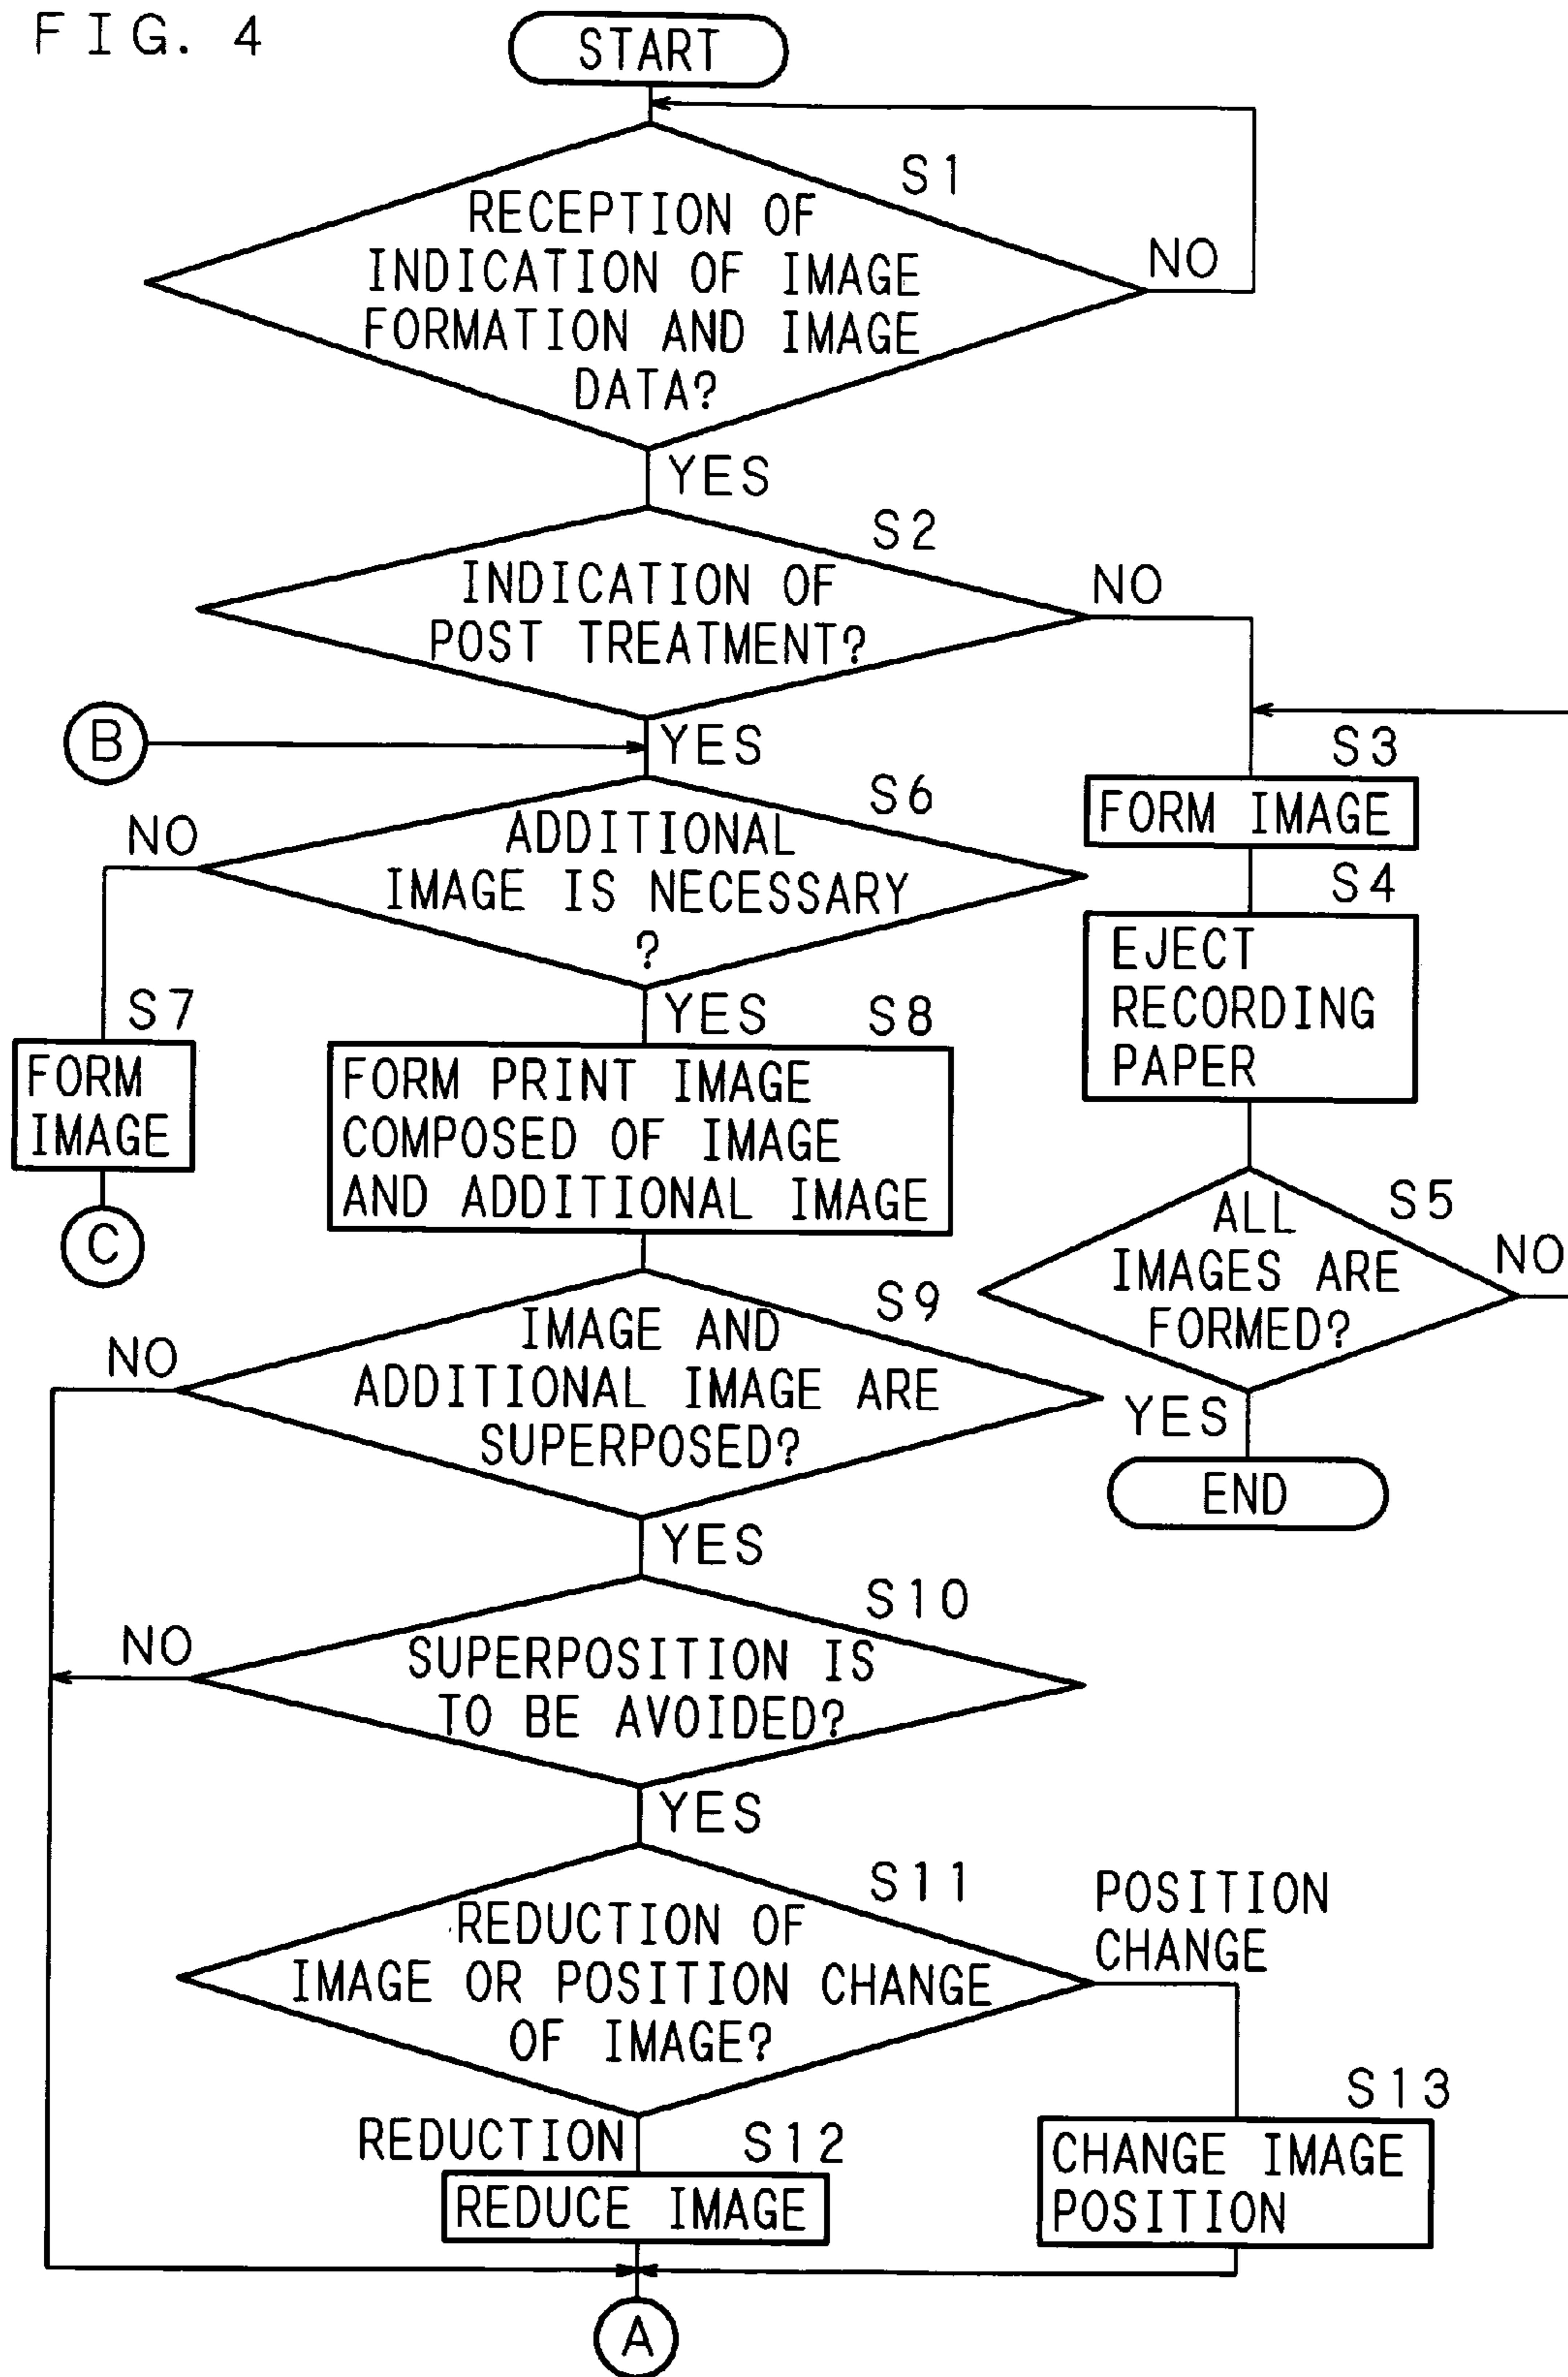 FIG. 4
START
S1
RECEPTION OF
INDICATION OF IMAGE
FORMATION AND IMAGE
DATA?
NO
YES
S2
INDICATION OF
POST TREATMENT?
NO
B
YES
S3
FORM IMAGE
S6
ADDITIONAL
IMAGE IS NECESSARY
?
NO
S4
EJECT
RECORDING
PAPER
S7
FORM
IMAGE
C
YES
S8
FORM PRINT IMAGE
COMPOSED OF IMAGE
AND ADDITIONAL IMAGE
S5
ALL
IMAGES ARE
FORMED?
NO
YES
END
S9
IMAGE AND
ADDITIONAL IMAGE ARE
SUPERPOSED?
NO
YES
S10
SUPERPOSITION IS
TO BE AVOIDED?
NO
YES
S11
REDUCTION OF
IMAGE OR POSITION CHANGE
OF IMAGE?
POSITION
CHANGE
REDUCTION
S12
REDUCE IMAGE
S13
CHANGE IMAGE
POSITION
A